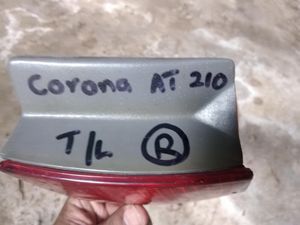 Corona AT 210
T/L R